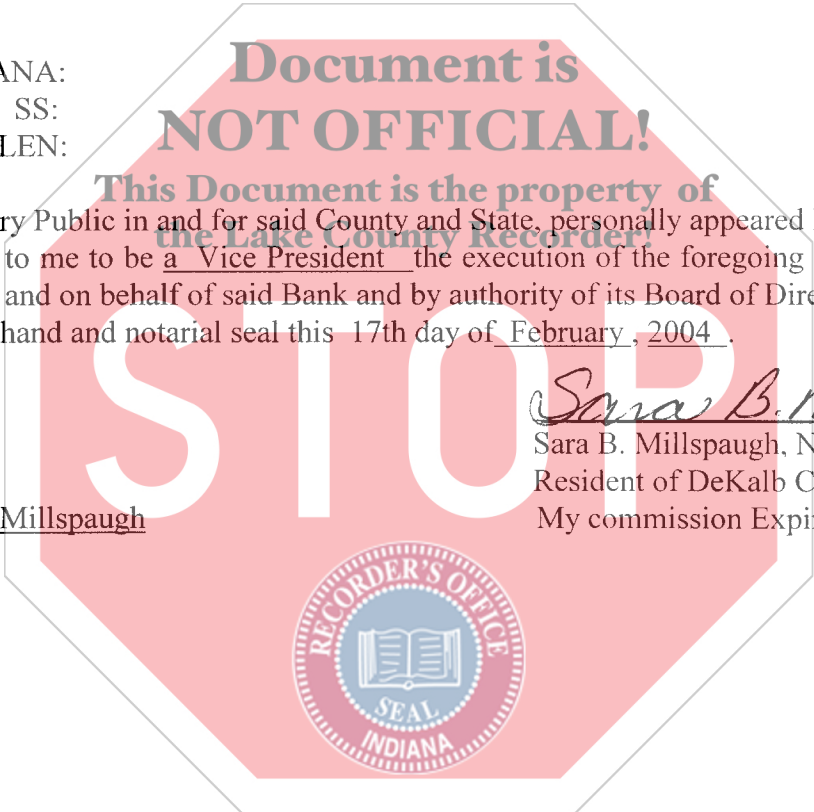 Document is
ANA:
SS:
NOT OFFICIAL!
LEN:
This Document is the property of
ry Public in and for said County and State, personally appeared
the Lake County Recorder!
to me to be a Vice President the execution of the foregoing
and on behalf of said Bank and by authority of its Board of Dire
hand and notarial seal this 17th day of February, 2004.
STOP
Sara B.
Sara B. Millspaugh, N
Resident of DeKalb C
Millspaugh
My commission Expi
RECORDER'S OFFICE
SEAL
INDIANA